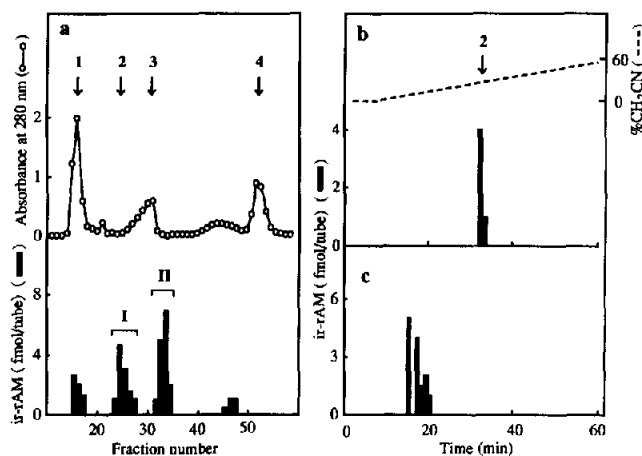 a
1 2 3 4
Absorbance at 280 nm (o—o)
2
1
0
ir-rAM (fmol/tube) (▬)
I
II
8
4
0
20 30 40 50
Fraction number
b
2
%CH3CN (----)
60
0
ir-rAM (fmol/tube) (▬)
4
2
0
c
6
3
0
0 20 40 60
Time (min)